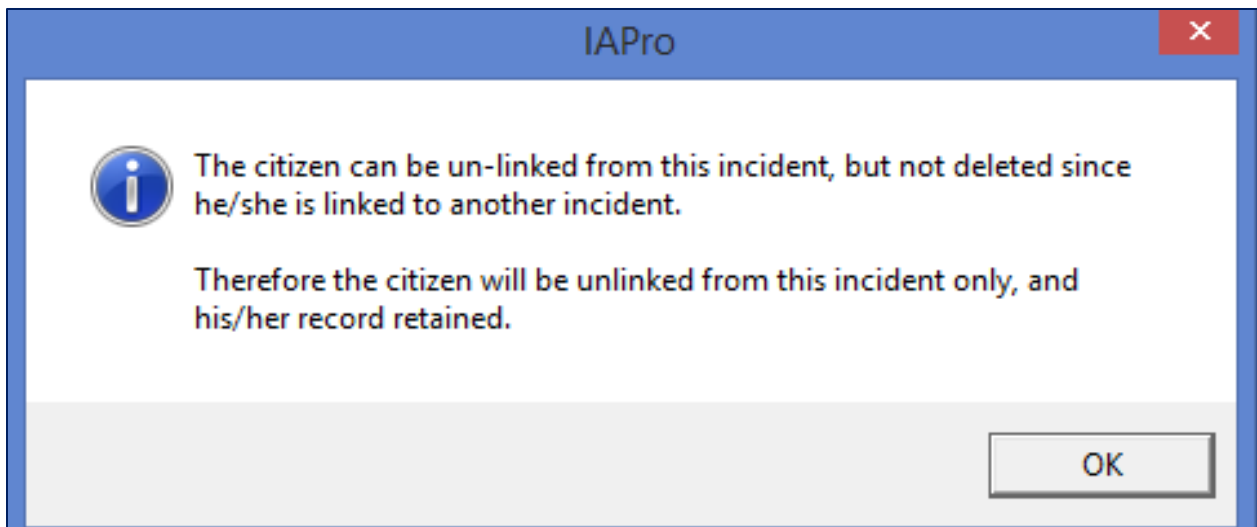 IAPro
The citizen can be un-linked from this incident, but not deleted since
he/she is linked to another incident.
Therefore the citizen will be unlinked from this incident only, and
his/her record retained.
OK